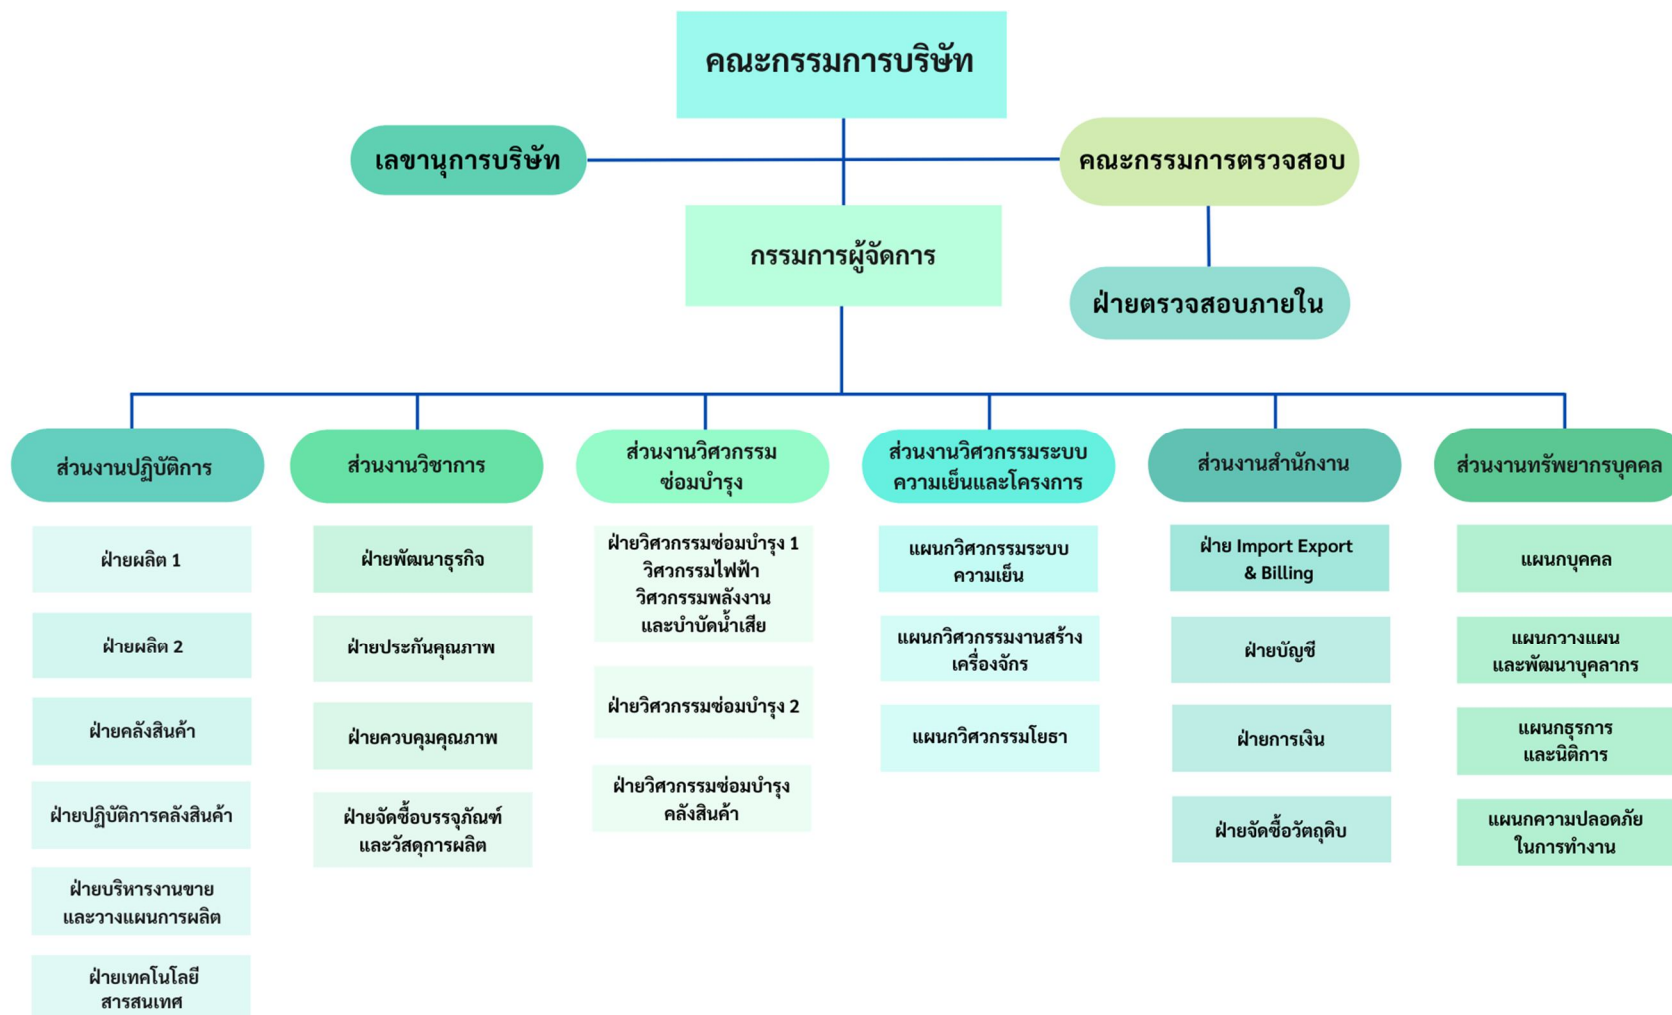 คณะกรรมการบริษัท
เลขานุการบริษัท
คณะกรรมการตรวจสอบ
กรรมการผู้จัดการ
ฝ่ายตรวจสอบภายใน
ส่วนงานปฏิบัติการ
ฝ่ายผลิต 1
ฝ่ายผลิต 2
ฝ่ายคลังสินค้า
ฝ่ายปฏิบัติการคลังสินค้า
ฝ่ายบริหารงานขาย
และวางแผนการผลิต
ฝ่ายเทคโนโลยี
สารสนเทศ
ส่วนงานวิชาการ
ฝ่ายพัฒนาธุรกิจ
ฝ่ายประกันคุณภาพ
ฝ่ายควบคุมคุณภาพ
ฝ่ายจัดซื้อบรรจุภัณฑ์
และวัสดุการผลิต
ส่วนงานวิศวกรรม
ซ่อมบำรุง
ฝ่ายวิศวกรรมซ่อมบำรุง 1
วิศวกรรมไฟฟ้า
วิศวกรรมพลังงาน
และบำบัดน้ำเสีย
ฝ่ายวิศวกรรมซ่อมบำรุง 2
ฝ่ายวิศวกรรมซ่อมบำรุง
คลังสินค้า
ส่วนงานวิศวกรรมระบบ
ความเย็นและโครงการ
แผนกวิศวกรรมระบบ
ความเย็น
แผนกวิศวกรรมงานสร้าง
เครื่องจักร
แผนกวิศวกรรมโยธา
ส่วนงานสำนักงาน
ฝ่าย Import Export
& Billing
ฝ่ายบัญชี
ฝ่ายการเงิน
ฝ่ายจัดซื้อวัตถุดิบ
ส่วนงานทรัพยากรบุคคล
แผนกบุคคล
แผนกวางแผน
และพัฒนาบุคลากร
แผนกธุรการ
และนิติการ
แผนกความปลอดภัย
ในการทำงาน